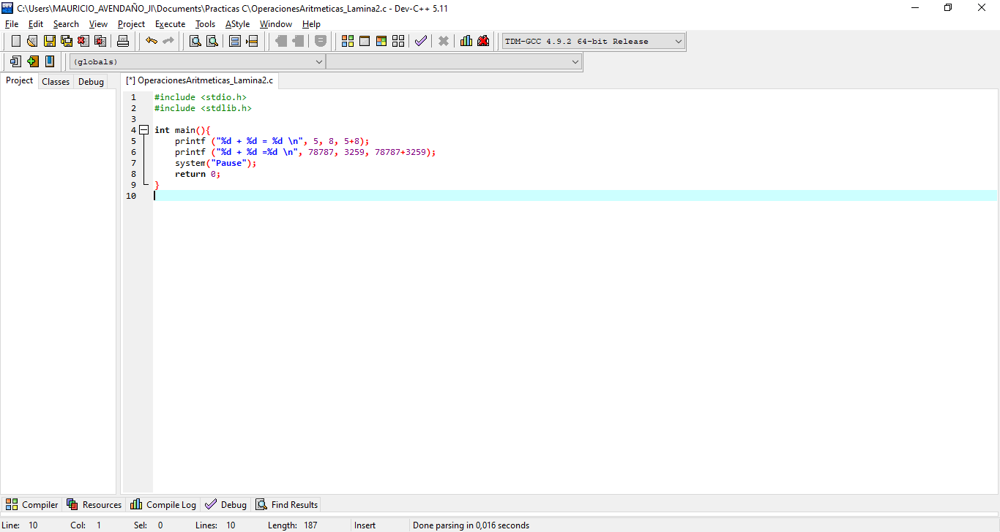 C:\Users\MAURICIO_AVENDAÑO_JI\Documents\Practicas C\OperacionesAritmeticas_Lamina2.c - Dev-C++ 5.11
File Edit Search View Project Execute Tools AStyle Window Help
TDM-GCC 4.9.2 64-bit Release
(globals)
Project Classes Debug
[*] OperacionesAritmeticas_Lamina2.c
1 #include <stdio.h>
2 #include <stdlib.h>
3
4 int main(){
5 printf ("%d + %d = %d \n", 5, 8, 5+8);
6 printf ("%d + %d =%d \n", 78787, 3259, 78787+3259);
7 system("Pause");
8 return 0;
9 }
10
Compiler Resources Compile Log Debug Find Results
Line: 10 Col: 1 Sel: 0 Lines: 10 Length: 187 Insert Done parsing in 0,016 seconds